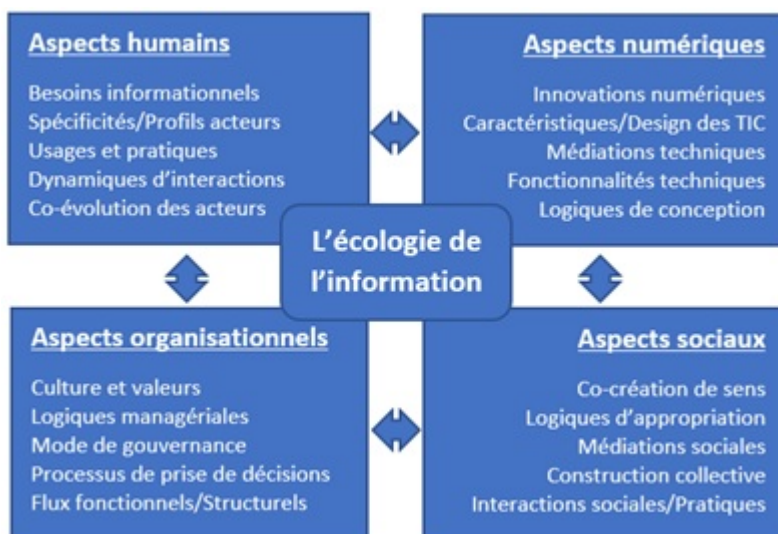 Aspects humains
Besoins informationnels
Spécificités/Profils acteurs
Usages et pratiques
Dynamiques d'interactions
Co-évolution des acteurs
Aspects numériques
Innovations numériques
Caractéristiques/Design des TIC
Médiations techniques
Fonctionnalités techniques
Logiques de conception
L'écologie de
l'information
Aspects organisationnels
Culture et valeurs
Logiques managériales
Mode de gouvernance
Processus de prise de décisions
Flux fonctionnels/Structurels
Aspects sociaux
Co-création de sens
Logiques d'appropriation
Médiations sociales
Construction collective
Interactions sociales/Pratiques